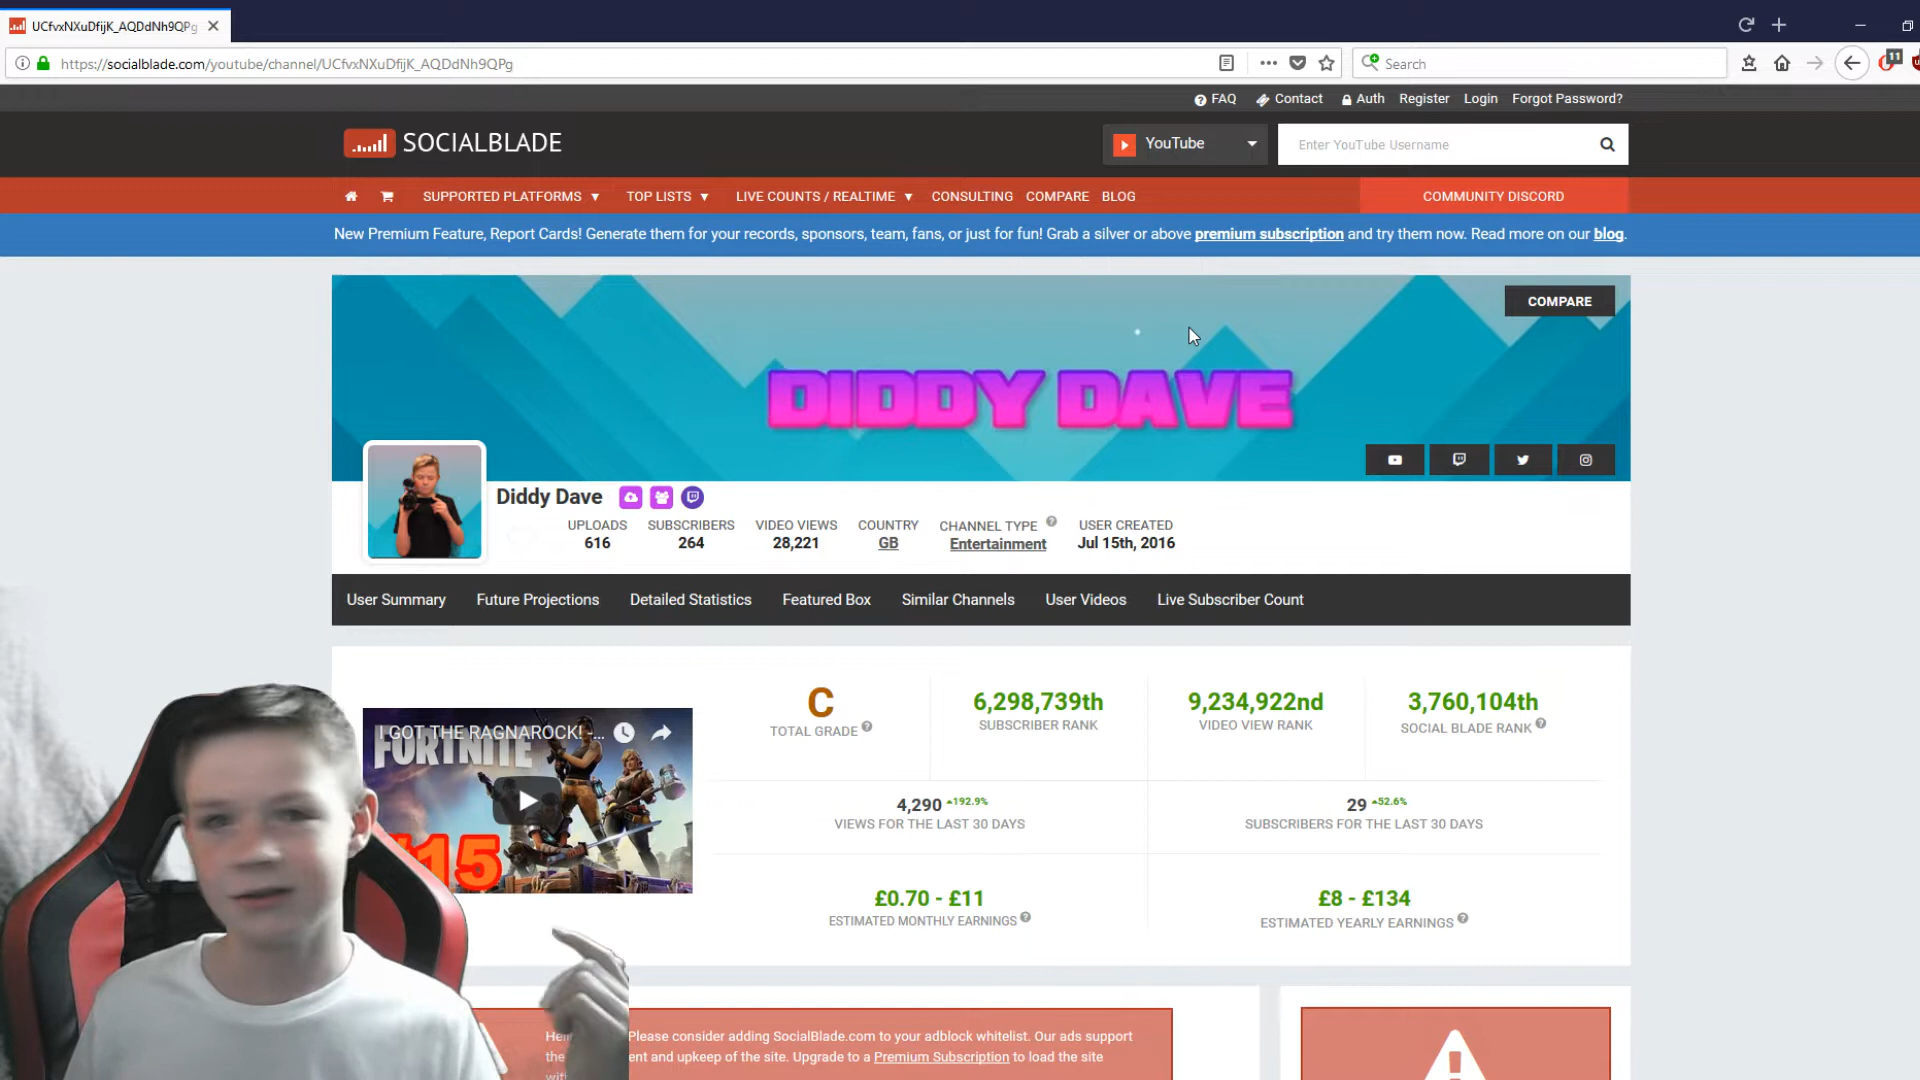 UCfvxNXuDfijK_AQDdNh9QPg
https://socialblade.com/youtube/channel/UCfvxNXuDfijK_AQDdNh9QPg
Search
11
FAQ Contact Auth Register Login Forgot Password?
SOCIALBLADE
YouTube
Enter YouTube Username
SUPPORTED PLATFORMS TOP LISTS LIVE COUNTS / REALTIME CONSULTING COMPARE BLOG
COMMUNITY DISCORD
New Premium Feature, Report Cards! Generate them for your records, sponsors, team, fans, or just for fun! Grab a silver or above premium subscription and try them now. Read more on our blog.
COMPARE
DIDDY DAVE
Diddy Dave
UPLOADS SUBSCRIBERS VIDEO VIEWS COUNTRY CHANNEL TYPE USER CREATED
616 264 28,221 GB Entertainment Jul 15th, 2016
User Summary Future Projections Detailed Statistics Featured Box Similar Channels User Videos Live Subscriber Count
I GOT THE RAGNAROCK! -...
FORTNITE
#15
C
TOTAL GRADE
6,298,739th
SUBSCRIBER RANK
9,234,922nd
VIDEO VIEW RANK
3,760,104th
SOCIAL BLADE RANK
4,290 192.9%
VIEWS FOR THE LAST 30 DAYS
29 52.6%
SUBSCRIBERS FOR THE LAST 30 DAYS
£0.70 - £11
ESTIMATED MONTHLY EARNINGS
£8 - £134
ESTIMATED YEARLY EARNINGS
Please consider adding SocialBlade.com to your adblock whitelist. Our ads support
the ent and upkeep of the site. Upgrade to a Premium Subscription to load the site